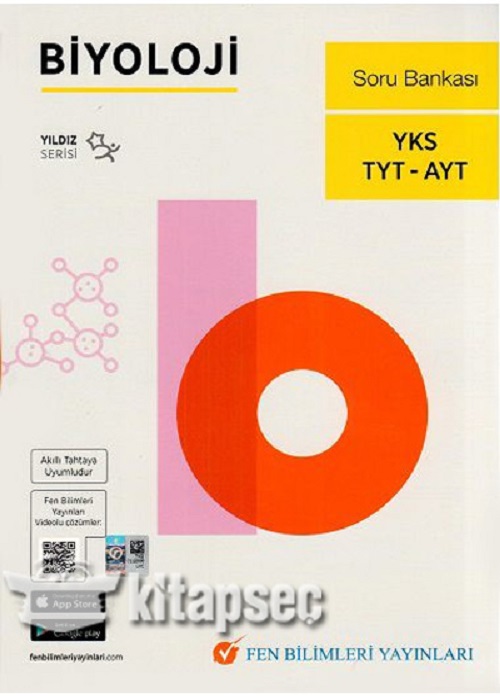 BİYOLOJİ
Soru Bankası
YILDIZ
SERİSİ
YKS
TYT - AYT
Akıllı Tahtaya
Uyumludur
Fen Bilimleri
Yayınları
Videolu çözümler
App Store
Google play
kitapseç
fenbilimleriyayinlari.com
FEN BİLİMLERİ YAYINLARI